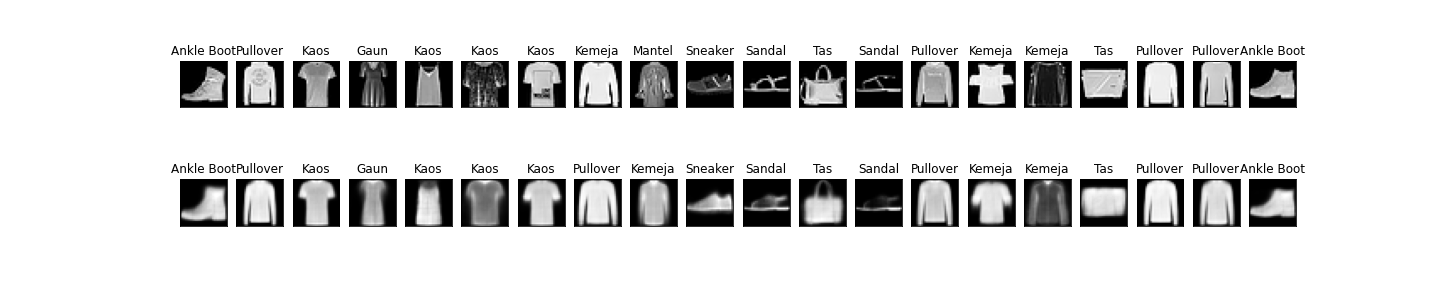 Ankle Boot Pullover Kaos Gaun Kaos Kaos Kaos Kemeja Mantel Sneaker Sandal Tas Sandal Pullover Kemeja Kemeja Tas Pullover Pullover Ankle Boot
Ankle Boot Pullover Kaos Gaun Kaos Kaos Kaos Pullover Kemeja Sneaker Sandal Tas Sandal Pullover Kemeja Kemeja Tas Pullover Pullover Ankle Boot